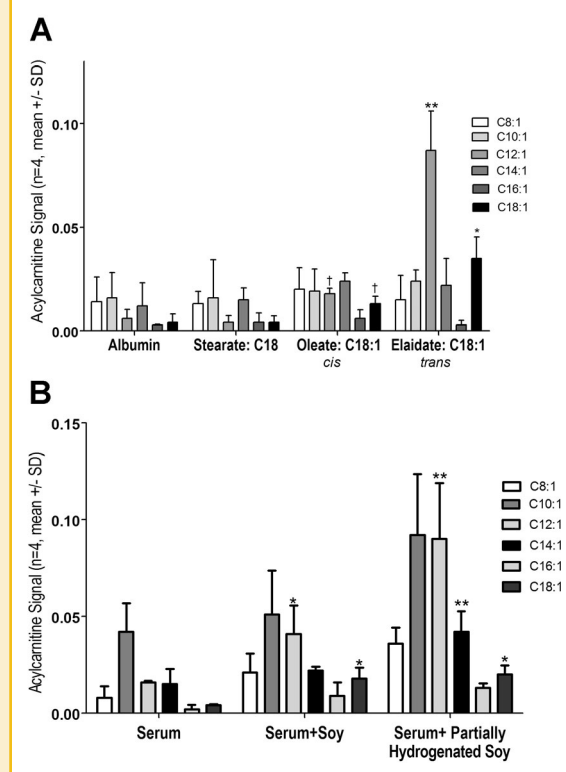 A
Acylcarnitine Signal (n=4, mean +/- SD)
0.10
0.05
0.00
**
*
†
†
C8:1
C10:1
C12:1
C14:1
C16:1
C18:1
Albumin
Stearate: C18
Oleate: C18:1
cis
Elaidate: C18:1
trans
B
Acylcarnitine Signal (n=4, mean +/- SD)
0.15
0.10
0.05
0.00
*
*
**
**
*
C8:1
C10:1
C12:1
C14:1
C16:1
C18:1
Serum
Serum+Soy
Serum+ Partially
Hydrogenated Soy